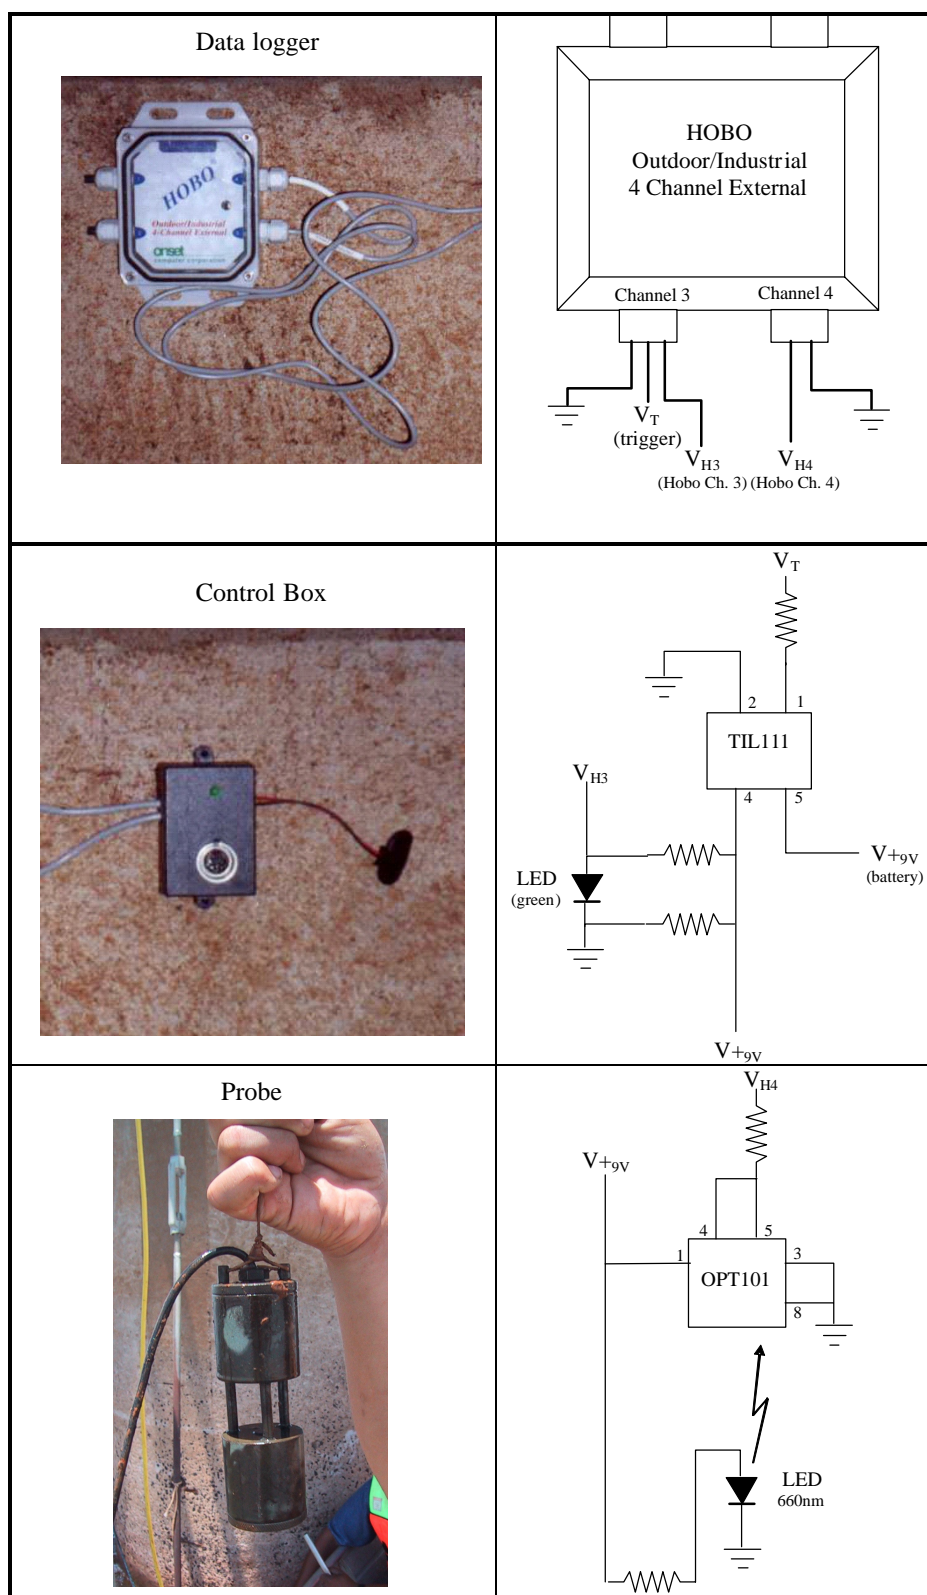 Data logger
HOBO
Outdoor/Industrial
4-Channel External
onset
computer corporation
HOBO
Outdoor/Industrial
4 Channel External
Channel 3
Channel 4
VT
(trigger)
VH3
(Hobo Ch. 3)
VH4
(Hobo Ch. 4)
Control Box
VT
2
1
TIL111
4
5
VH3
LED
(green)
V+9V
(battery)
V+9V
Probe
VH4
V+9V
4
5
1
3
OPT101
8
LED
660nm